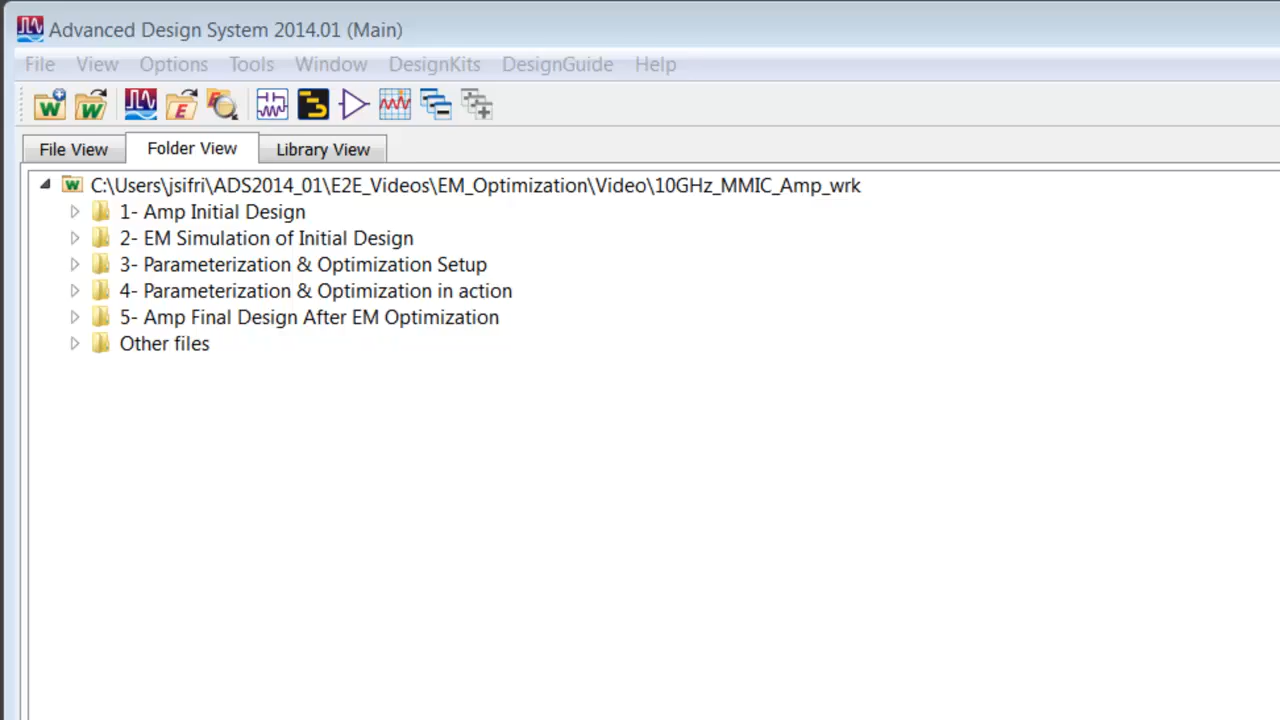 Advanced Design System 2014.01 (Main)
File View Options Tools Window DesignKits DesignGuide Help
File View Folder View Library View
C:\Users\jsifri\ADS2014_01\E2E_Videos\EM_Optimization\Video\10GHz_MMIC_Amp_wrk
1- Amp Initial Design
2- EM Simulation of Initial Design
3- Parameterization & Optimization Setup
4- Parameterization & Optimization in action
5- Amp Final Design After EM Optimization
Other files